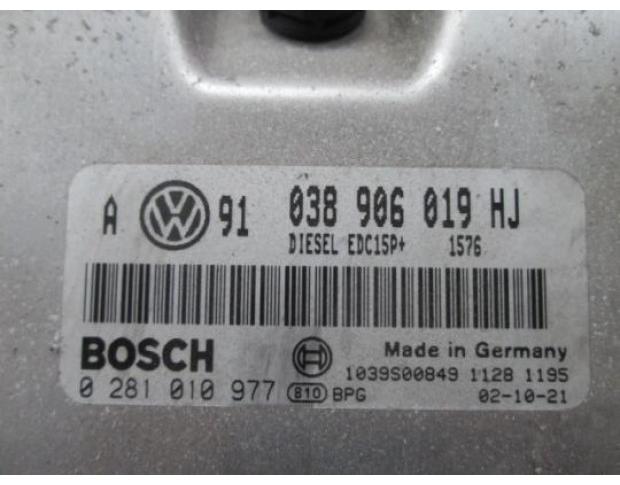 A VW 91 038 906 019 HJ
DIESEL EDC15P+ 1576
BOSCH
Made in Germany
1039S00849 1128 1195
0 281 010 977 810 BPG 02-10-21